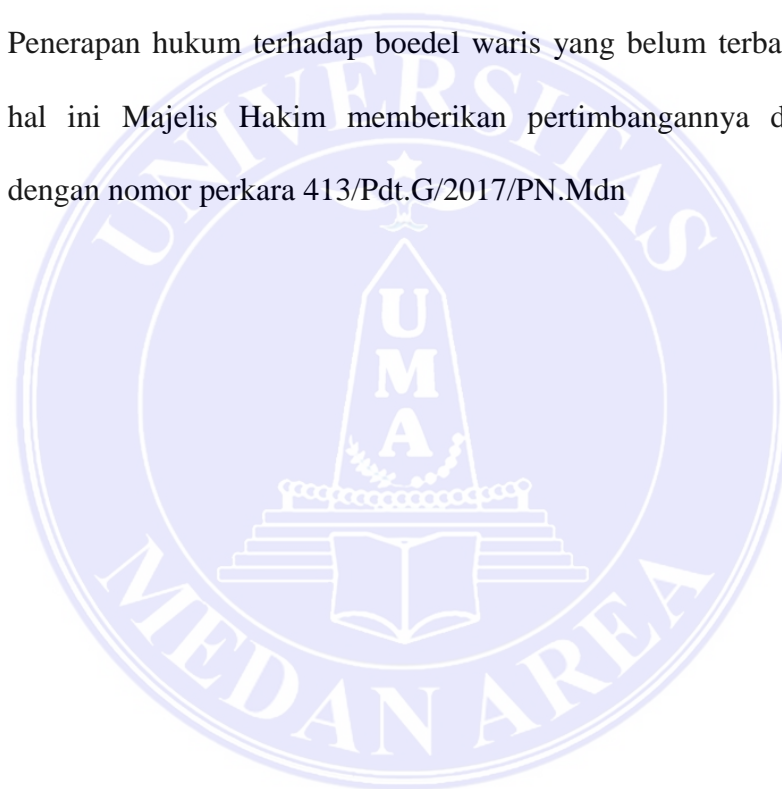 Penerapan hukum terhadap boedel waris yang belum terba
hal ini Majelis Hakim memberikan pertimbangannya d
dengan nomor perkara 413/Pdt.G/2017/PN.Mdn
UNIVERSITAS
U
M
A
MEDAN AREA